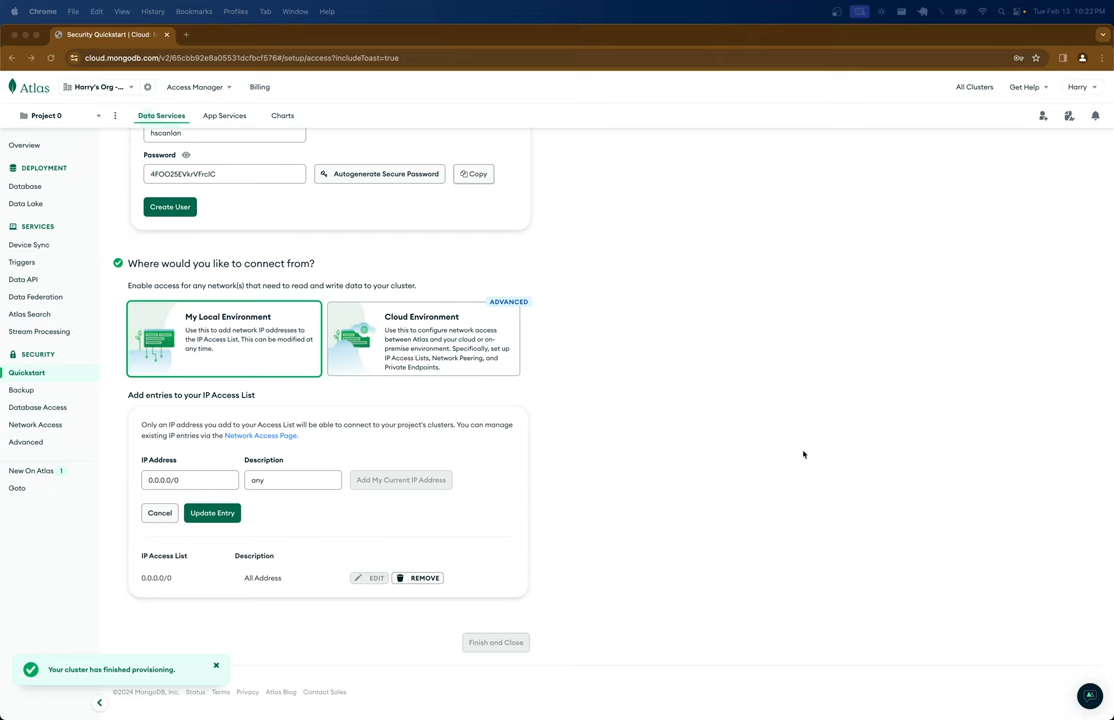 Chrome File Edit View History Bookmarks Profiles Tab Window Help
Tue Feb 13 10:22 PM
Security Quickstart | Cloud:
cloud.mongodb.com/v2/65cbb92e8a05531dcfbcf576#/setup/access?includeToast=true
Atlas
Harry's Org -...
Access Manager
Billing
All Clusters
Get Help
Harry
Project 0
Data Services
App Services
Charts
Overview
DEPLOYMENT
Database
Data Lake
SERVICES
Device Sync
Triggers
Data API
Data Federation
Atlas Search
Stream Processing
SECURITY
Quickstart
Backup
Database Access
Network Access
Advanced
New On Atlas 1
Goto
hscanlan
Password
4FOO25EVkrVFrclC
Autogenerate Secure Password
Copy
Create User
Where would you like to connect from?
Enable access for any network(s) that need to read and write data to your cluster.
My Local Environment
Use this to add network IP addresses to
the IP Access List. This can be modified at
any time.
ADVANCED
Cloud Environment
Use this to configure network access
between Atlas and your cloud or on-
premise environment. Specifically, set up
IP Access Lists, Network Peering, and
Private Endpoints.
Add entries to your IP Access List
Only an IP address you add to your Access List will be able to connect to your project's clusters. You can manage
existing IP entries via the Network Access Page.
IP Address Description
0.0.0.0/0 any Add My Current IP Address
Cancel Update Entry
IP Access List Description
0.0.0.0/0 All Address EDIT REMOVE
Finish and Close
Your cluster has finished provisioning.
©2024 MongoDB, Inc. Status Terms Privacy Atlas Blog Contact Sales